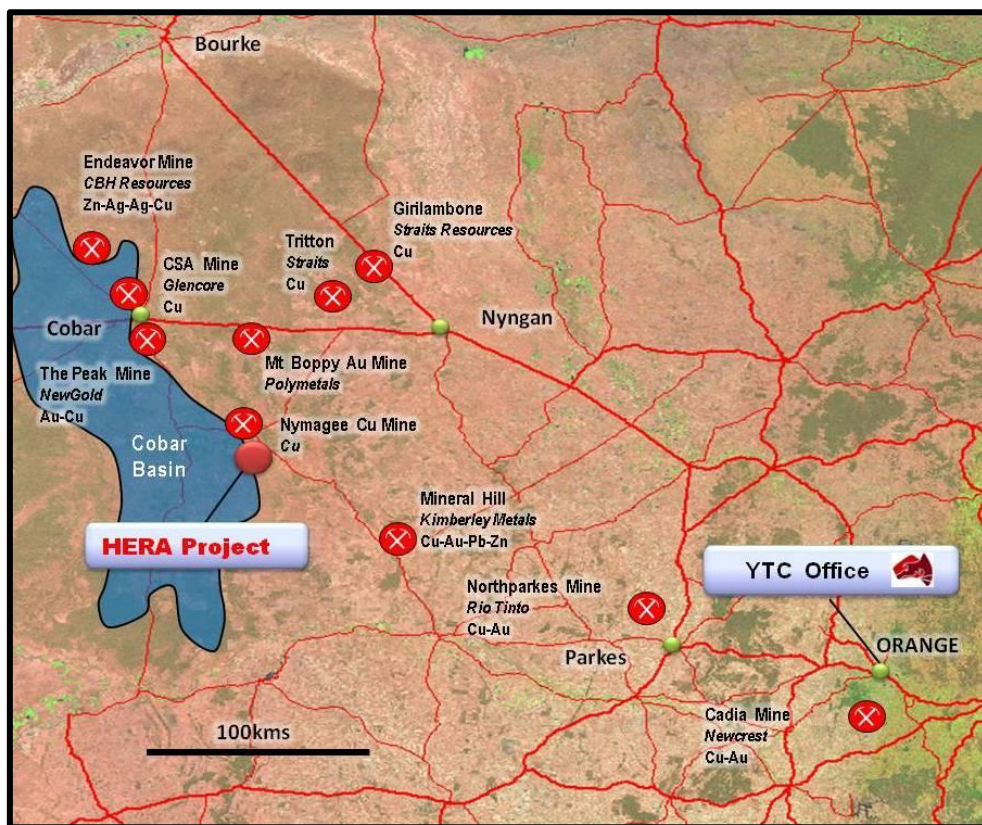 Bourke
Endeavor Mine
CBH Resources
Zn-Ag-Ag-Cu
Girilambone
Straits Resources
Cu
Tritton
Straits
Cu
CSA Mine
Glencore
Cu
Cobar
Nyngan
The Peak Mine
NewGold
Au-Cu
Mt Boppy Au Mine
Polymetals
Nymagee Cu Mine
Cu
Cobar
Basin
Mineral Hill
Kimberley Metals
Cu-Au-Pb-Zn
HERA Project
YTC Office
Northparkes Mine
Rio Tinto
Cu-Au
Parkes
ORANGE
Cadia Mine
Newcrest
Cu-Au
100kms